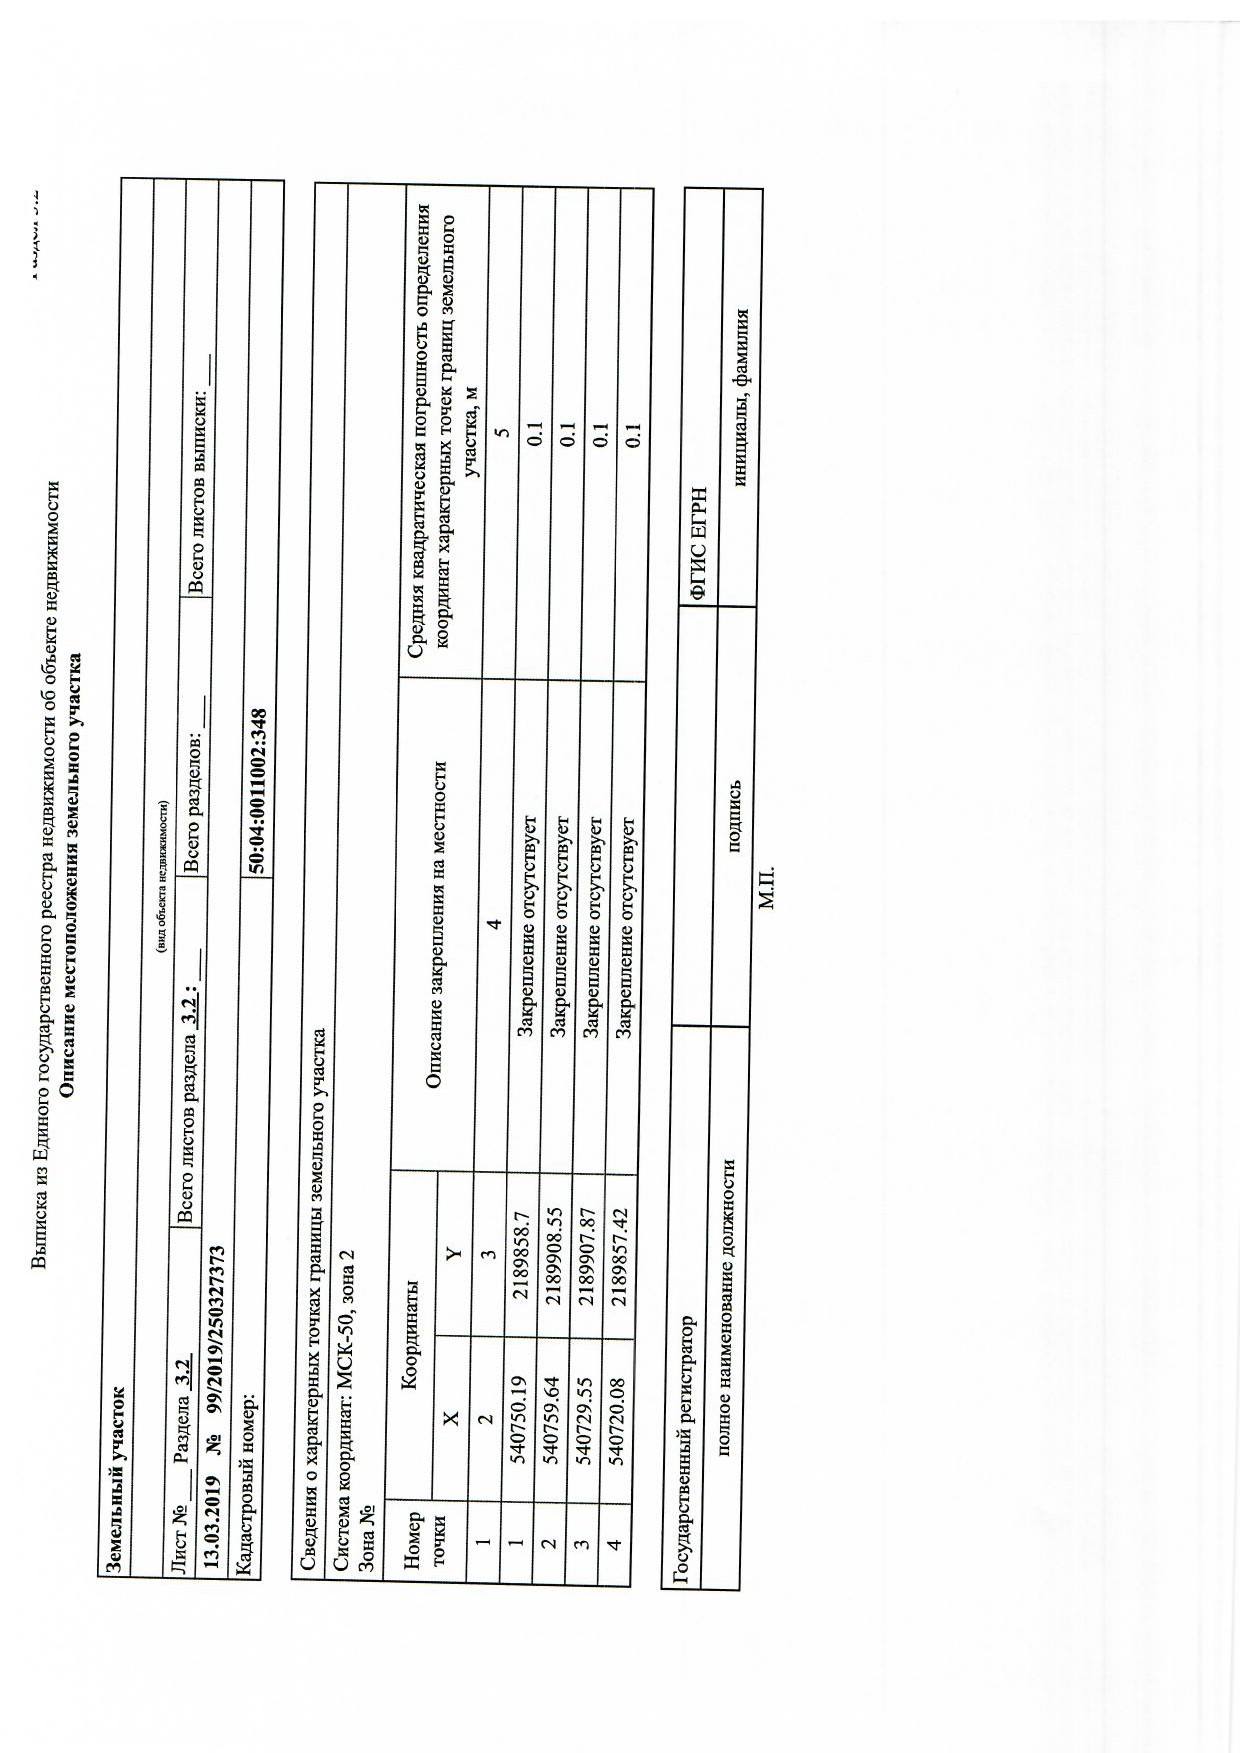 Раздел 3.2
Выписка из Единого государственного реестра недвижимости об объекте недвижимости
Описание местоположения земельного участка
Земельный участок
(вид объекта недвижимости)
Лист № ___ Раздела 3.2 Всего листов раздела 3.2 : ___ Всего разделов: ___ Всего листов выписки: ___
13.03.2019 № 99/2019/250327373
Кадастровый номер: 50:04:0011002:348
Сведения о характерных точках границы земельного участка
Система координат: МСК-50, зона 2
Зона №
Номер точки Координаты Описание закрепления на местности Средняя квадратическая погрешность определения координат характерных точек границ земельного участка, м
X Y
1 2 3 4 5
1 540750.19 2189858.7 Закрепление отсутствует 0.1
2 540759.64 2189908.55 Закрепление отсутствует 0.1
3 540729.55 2189907.87 Закрепление отсутствует 0.1
4 540720.08 2189857.42 Закрепление отсутствует 0.1
Государственный регистратор ФГИС ЕГРН
полное наименование должности подпись инициалы, фамилия
М.П.